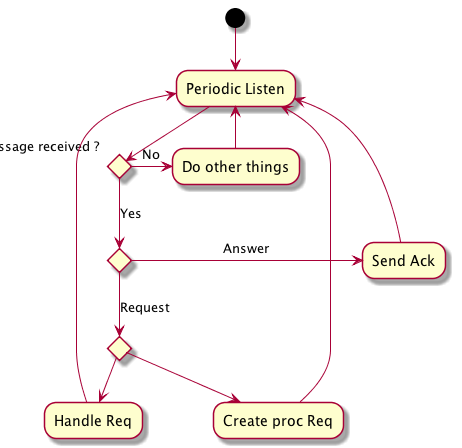 Periodic Listen
ssage received ?
No
Do other things
Yes
Answer
Send Ack
Request
Handle Req
Create proc Req